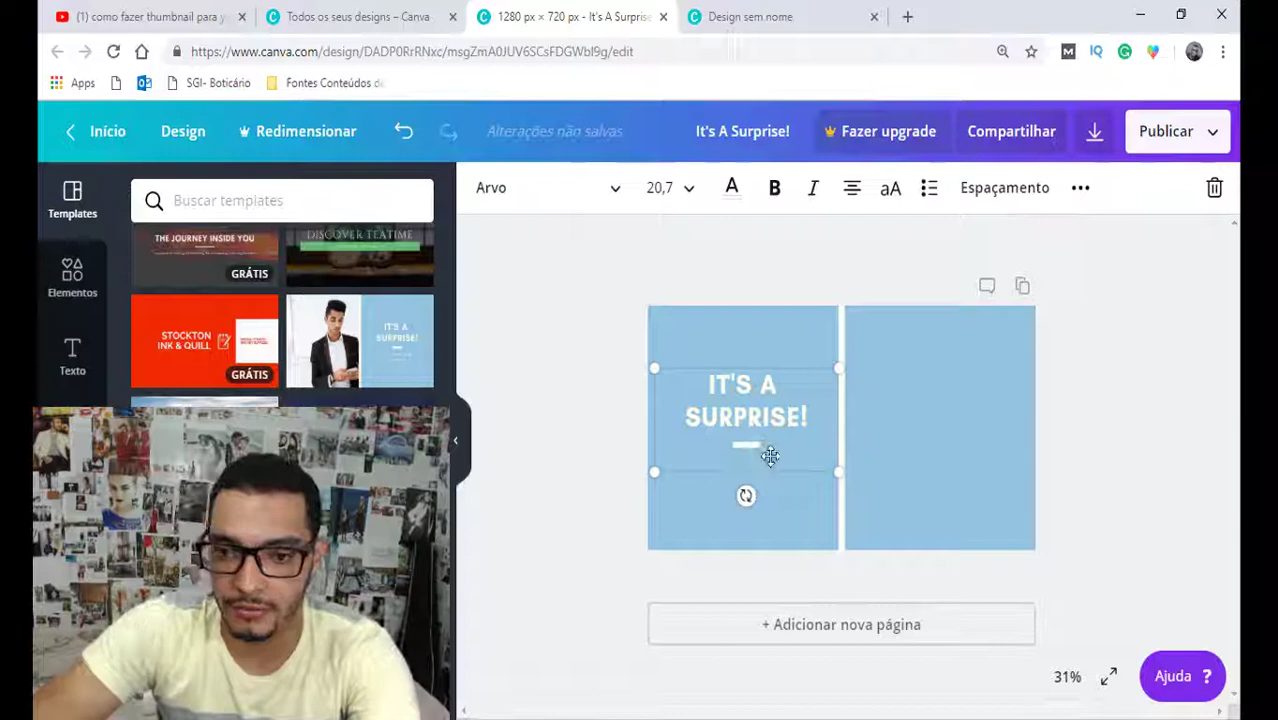 (1) como fazer thumbnail para y
Todos os seus designs – Canva
1280 px × 720 px - It's A Surprise
Design sem nome
https://www.canva.com/design/DADP0RrRNxc/msgZmA0JUV6SCsFDGWbI9g/edit
Apps
SGI- Boticário
Fontes Conteúdos de
Início
Design
Redimensionar
Alterações não salvas
It's A Surprise!
Fazer upgrade
Compartilhar
Publicar
Templates
Buscar templates
Arvo
20,7
A
B
I
aA
Espaçamento
THE JOURNEY INSIDE YOU
GRÁTIS
DISCOVER TEATIME
Elementos
STOCKTON
INK & QUILL
GRÁTIS
IT'S A
SURPRISE!
Texto
IT'S A
SURPRISE!
+ Adicionar nova página
31%
Ajuda ?